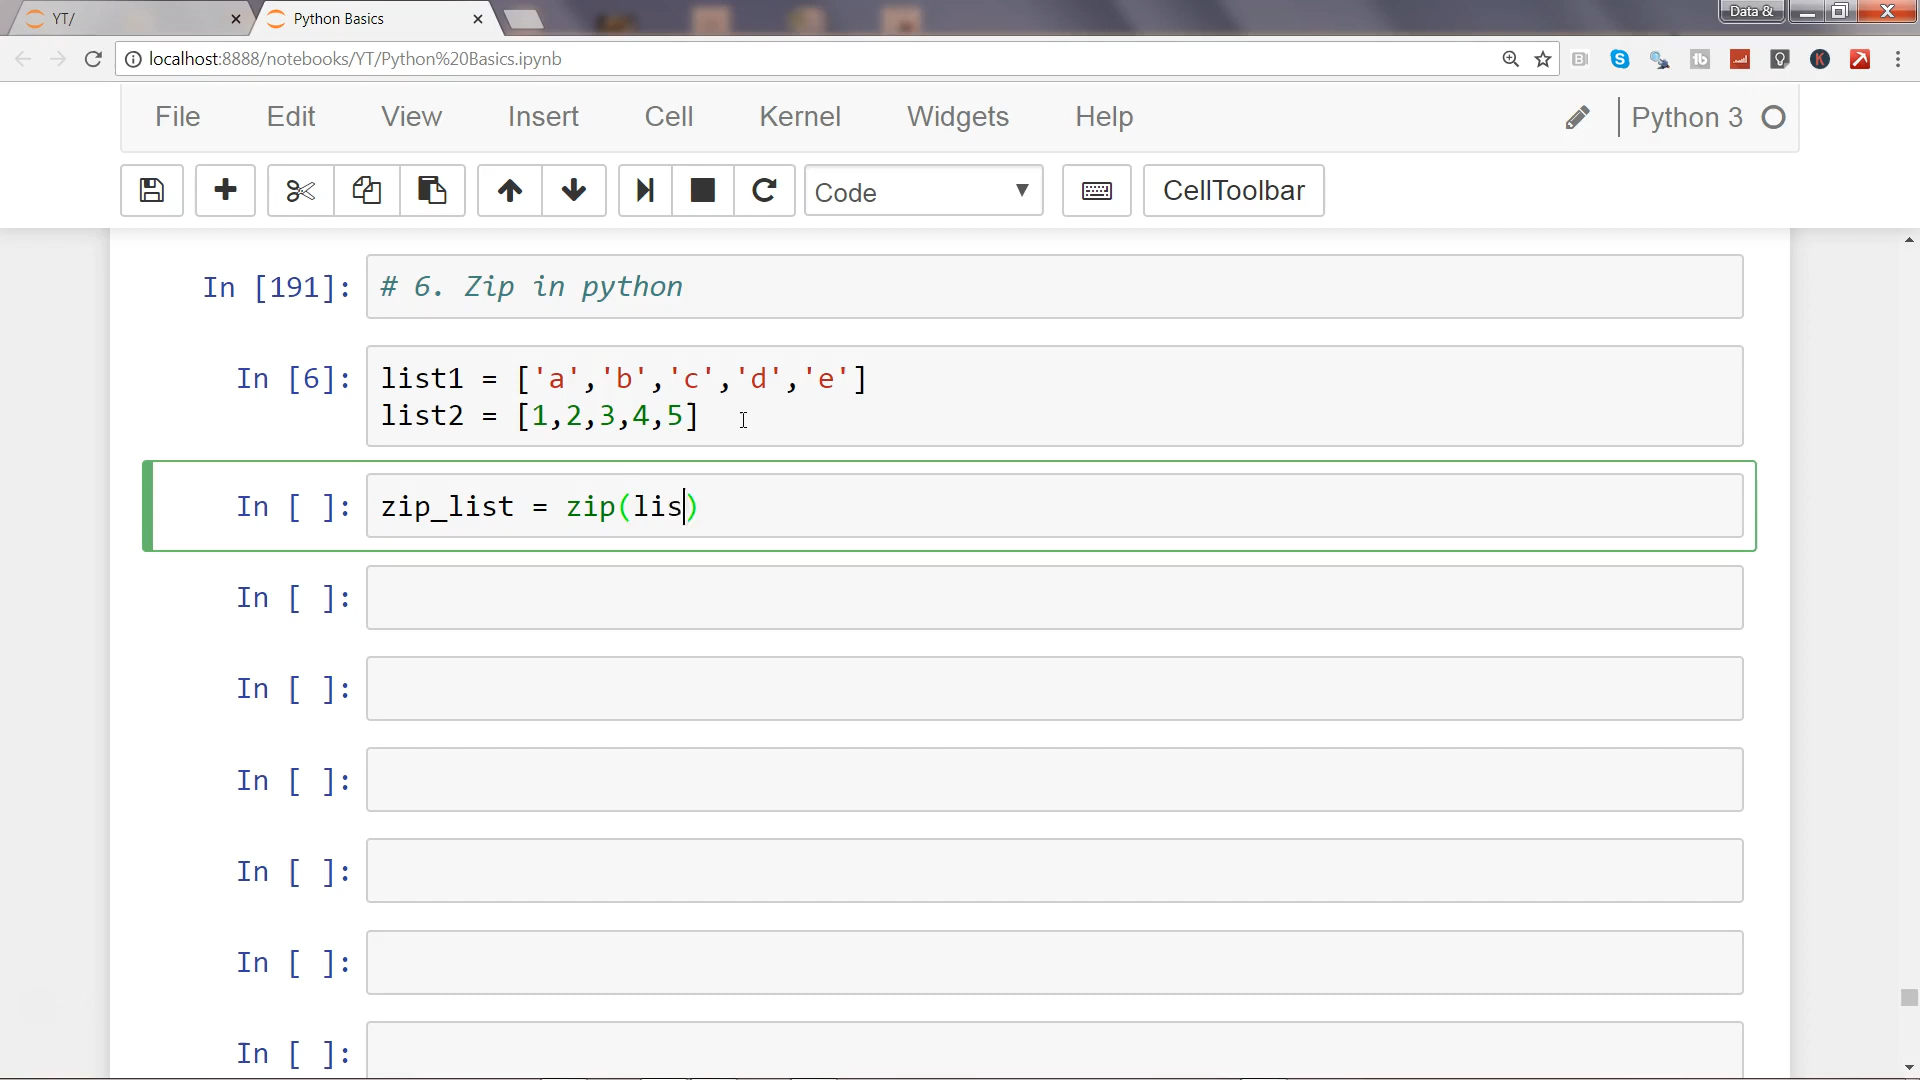 YT/
Python Basics
Data &
localhost:8888/notebooks/YT/Python%20Basics.ipynb
File Edit View Insert Cell Kernel Widgets Help
Python 3
Code
CellToolbar
In [191]: # 6. Zip in python
In [6]: list1 = ['a','b','c','d','e']
list2 = [1,2,3,4,5]
In [ ]: zip_list = zip(lis)
In [ ]:
In [ ]:
In [ ]:
In [ ]:
In [ ]:
In [ ]: